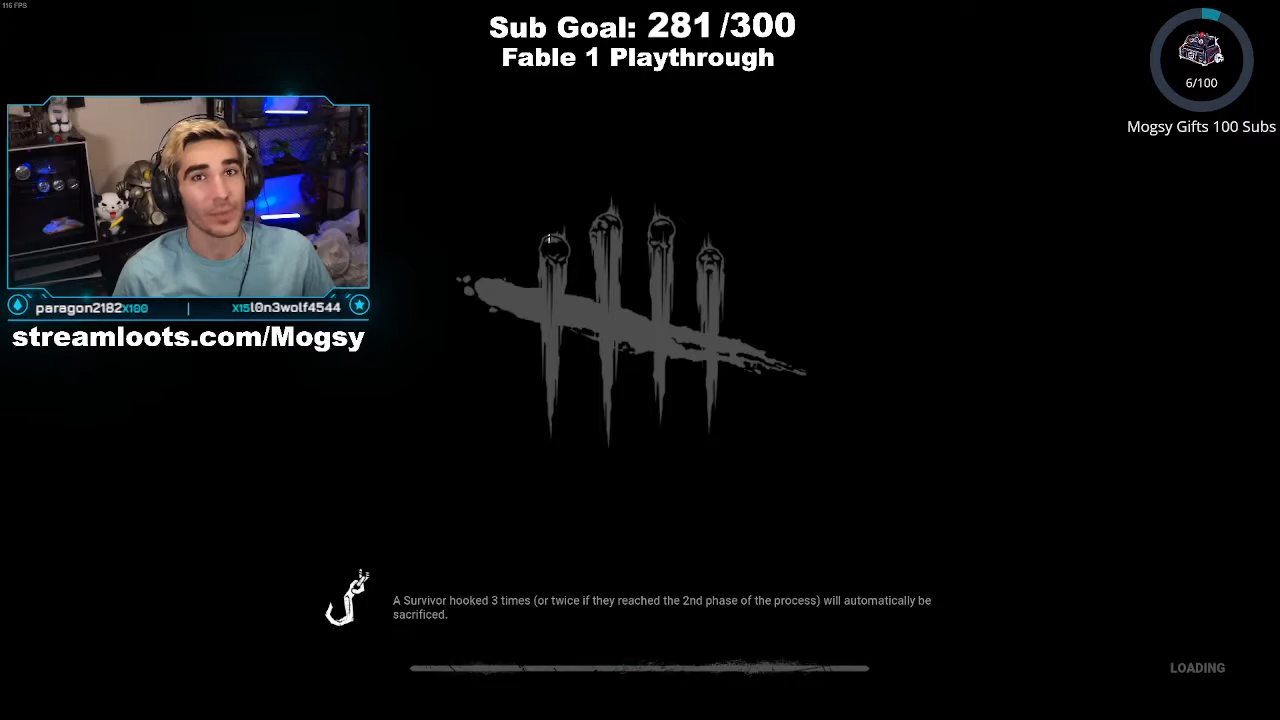 115 FPS
Sub Goal: 281/300
Fable 1 Playthrough
6/100
Mogsy Gifts 100 Subs
paragon2182x100 | x15l0n3wolf4544
streamloots.com/Mogsy
A Survivor hooked 3 times (or twice if they reached the 2nd phase of the process) will automatically be
sacrificed.
LOADING